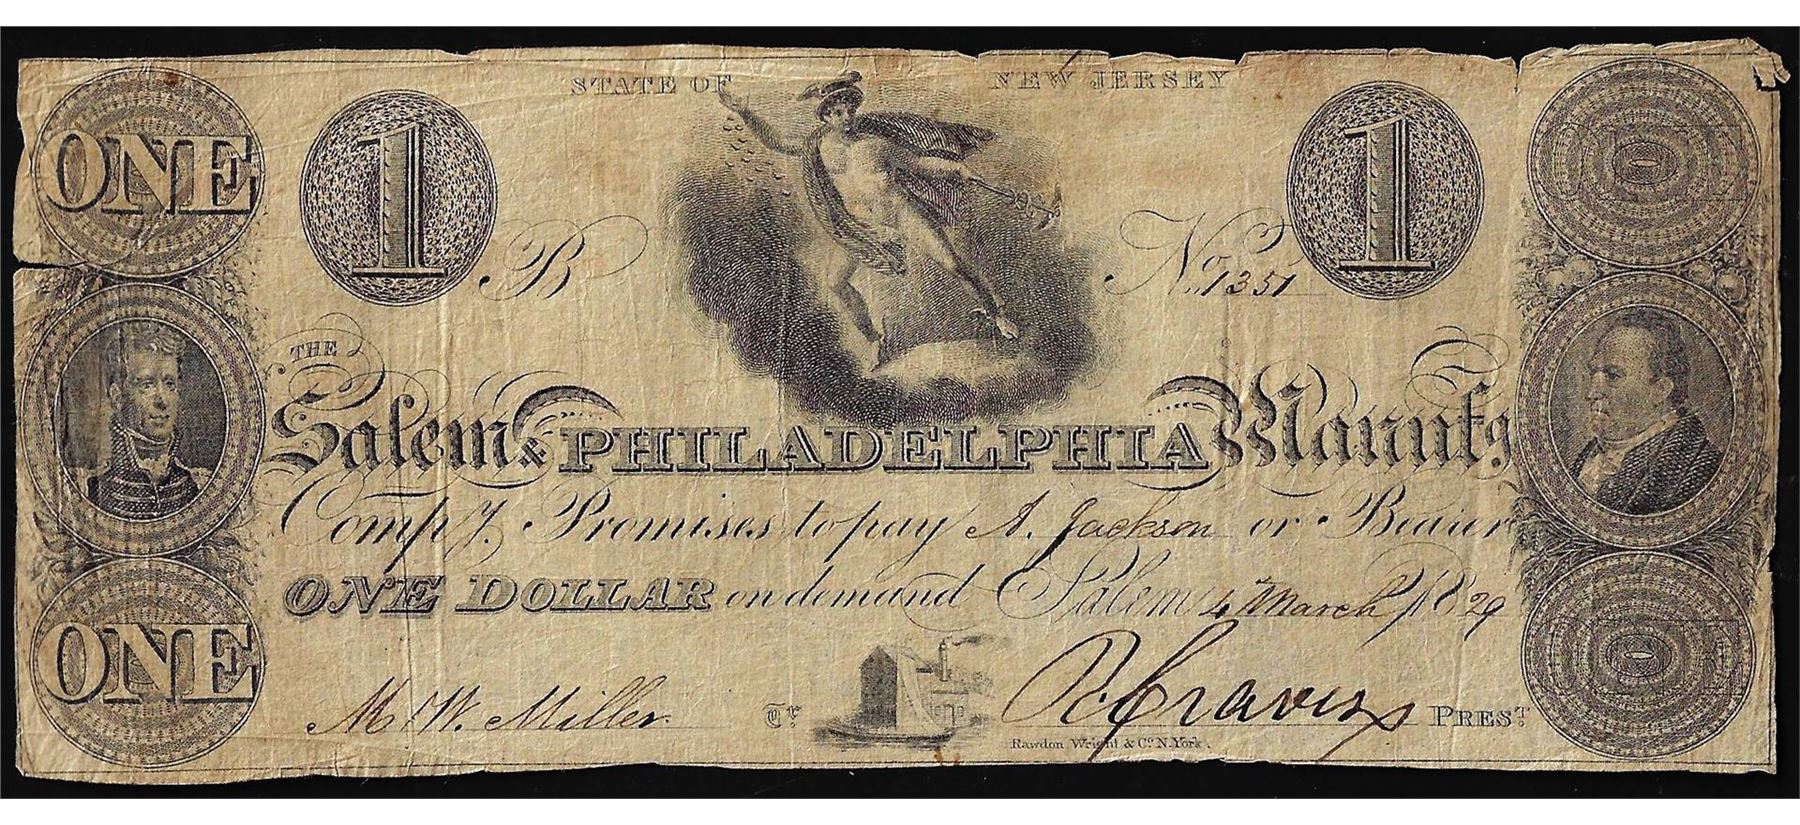 STATE OF NEW JERSEY
ONE 1 1
B No. 1351
THE
Salem & PHILADELPHIA Manufg
Compy. Promises to pay A. Jackson or Bearer
ONE DOLLAR on demand Salem 4 March 1829
ONE
M. W. Miller Tr. PREST.
Rawdon Wright & Co. N. York.